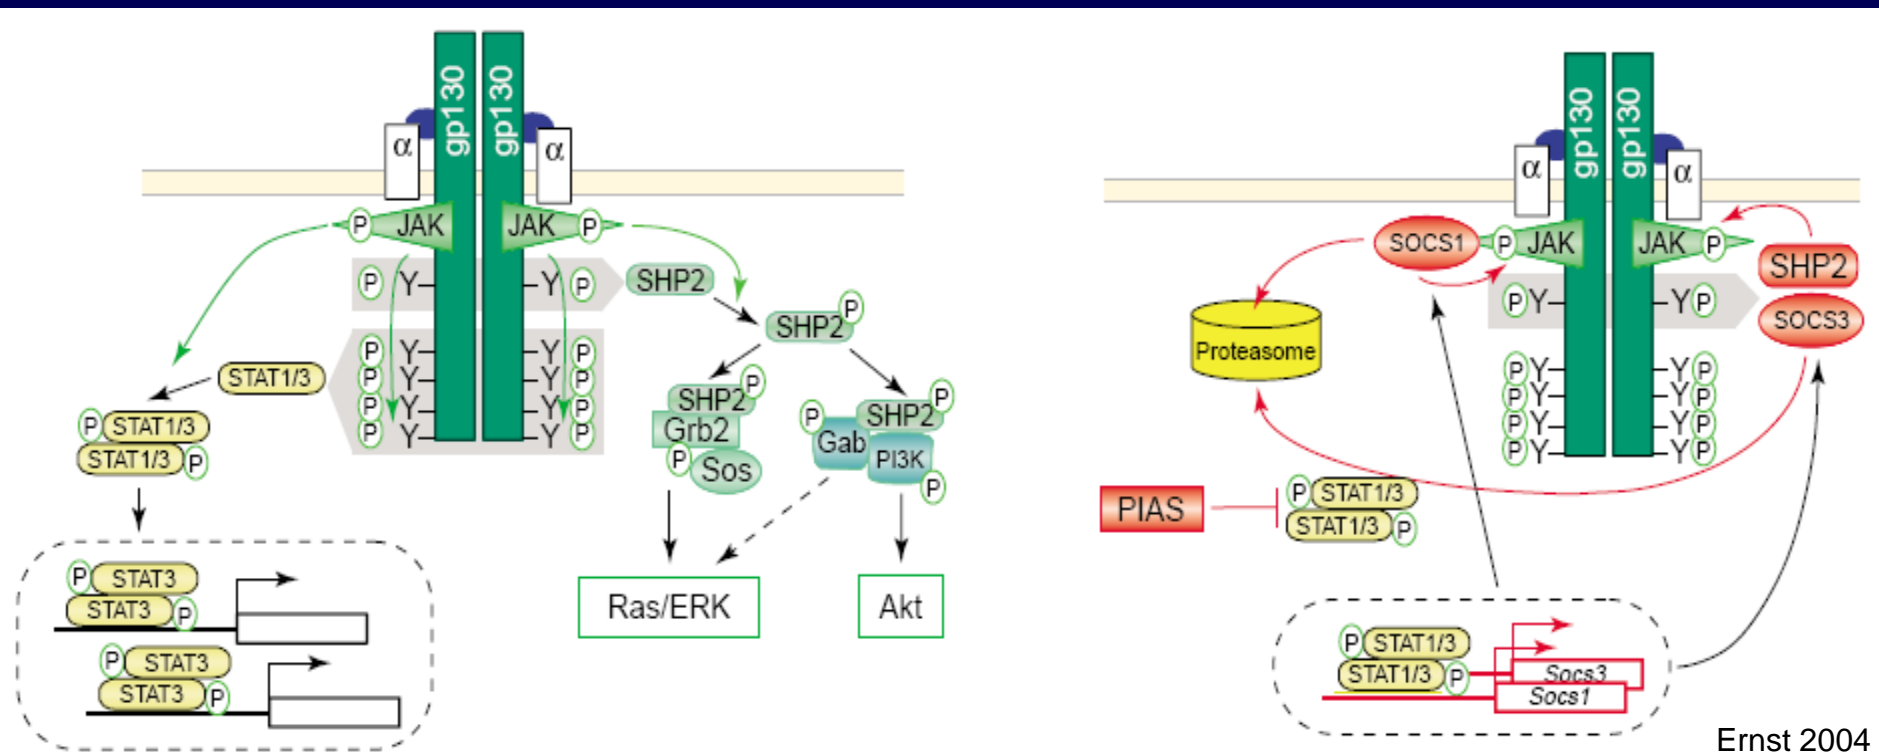 gp130
gp130
α
α
P
JAK
JAK
P
P
Y
Y
P
SHP2
P
SHP2
P
Y
Y
P
P
Y
Y
P
P
Y
Y
P
P
Y
Y
P
STAT1/3
P
STAT1/3
STAT1/3
P
SHP2
P
Grb2
P
Sos
P
SHP2
P
Gab
PI3K
P
P
STAT3
STAT3
P
P
STAT3
STAT3
P
Ras/ERK
Akt
gp130
gp130
α
α
SOCS1
P
JAK
JAK
P
SHP2
P
Y
Y
P
SOCS3
Proteasome
P
Y
Y
P
P
Y
Y
P
P
Y
Y
P
P
Y
Y
P
PIAS
P
STAT1/3
STAT1/3
P
P
STAT1/3
STAT1/3
P
Socs3
Socs1
Ernst 2004